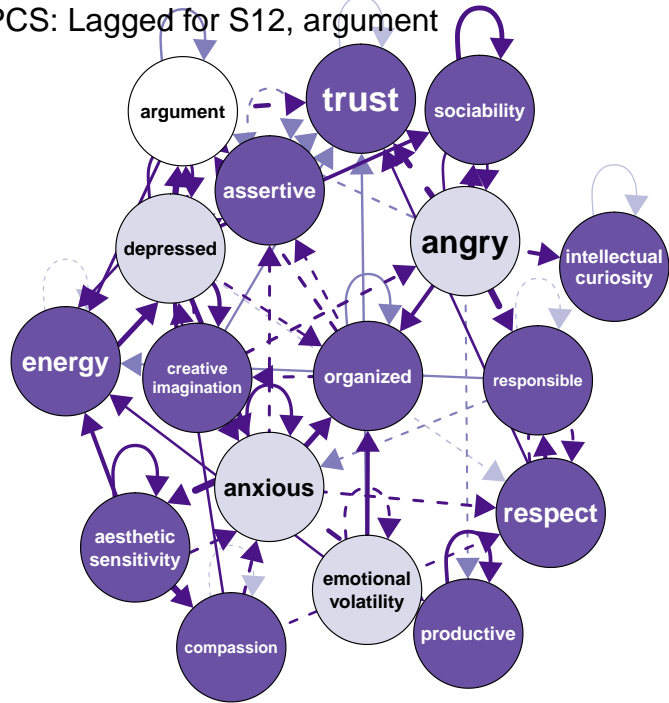 PCS: Lagged for S12, argument
argument
trust
sociability
assertive
depressed
angry
intellectual
curiosity
energy
creative
imagination
organized
responsible
anxious
respect
aesthetic
sensitivity
emotional
volatility
compassion
productive